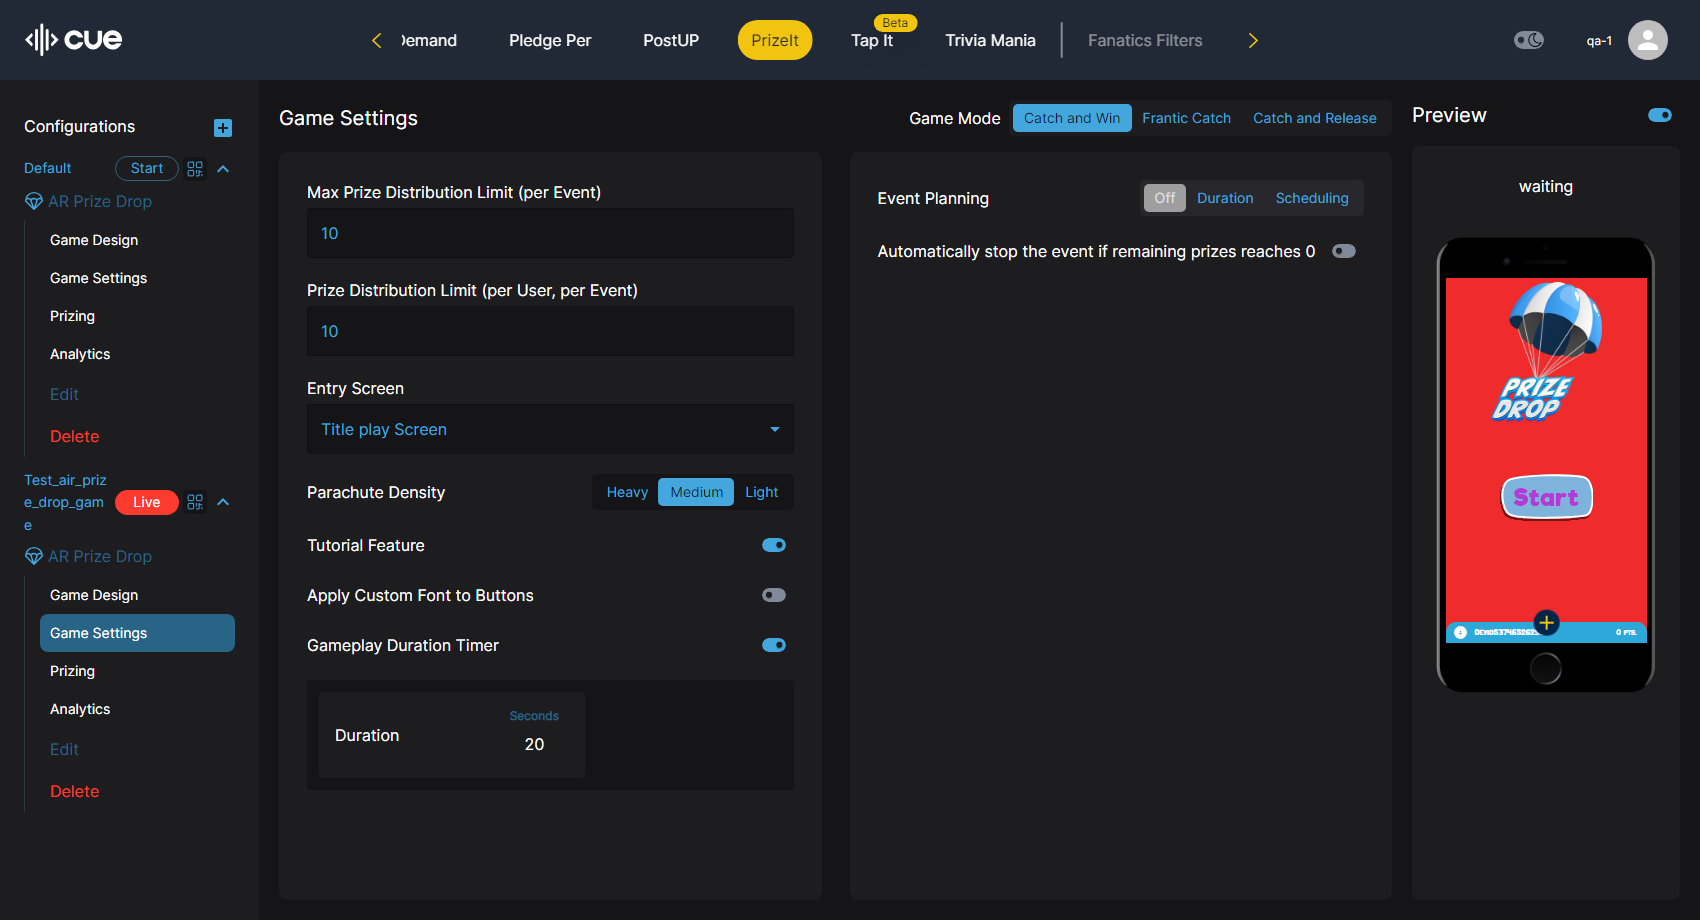 cue
Demand
Pledge Per
PostUP
PrizeIt
Beta
Tap It
Trivia Mania
Fanatics Filters
qa-1
Configurations
Default
Start
AR Prize Drop
Game Design
Game Settings
Prizing
Analytics
Edit
Delete
Test_air_priz
e_drop_gam
e
Live
AR Prize Drop
Game Design
Game Settings
Prizing
Analytics
Edit
Delete
Game Settings
Game Mode
Catch and Win
Frantic Catch
Catch and Release
Max Prize Distribution Limit (per Event)
10
Prize Distribution Limit (per User, per Event)
10
Entry Screen
Title play Screen
Parachute Density
Heavy
Medium
Light
Tutorial Feature
Apply Custom Font to Buttons
Gameplay Duration Timer
Duration
Seconds
20
Event Planning
Off
Duration
Scheduling
Automatically stop the event if remaining prizes reaches 0
Preview
waiting
PRIZE
DROP
Start
0 PTS.